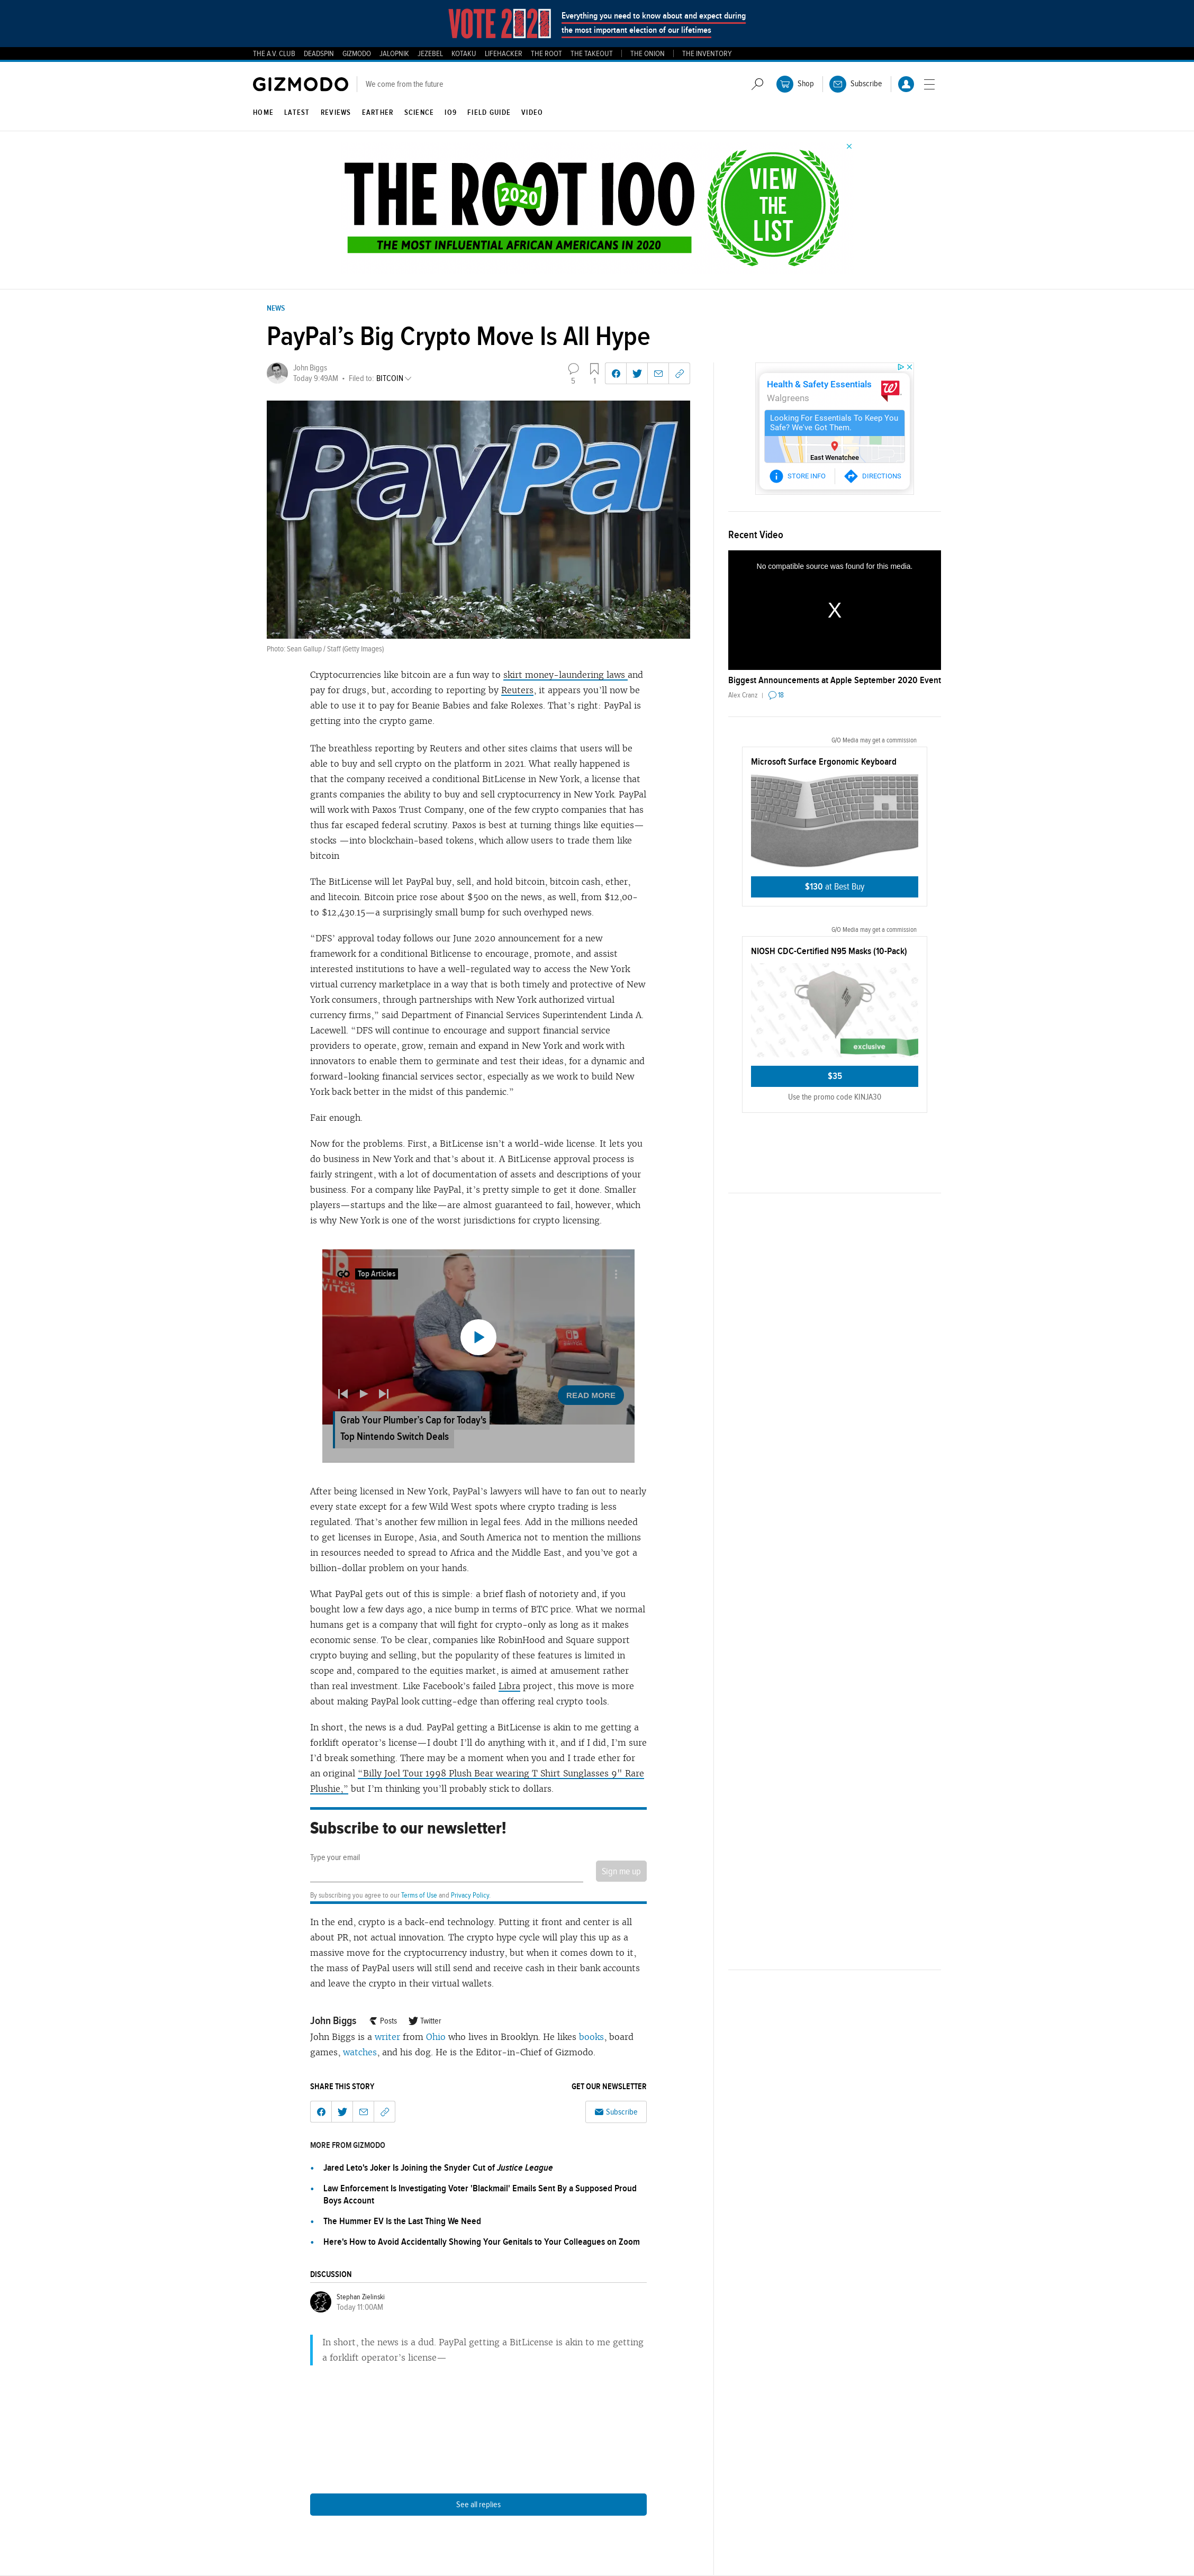 VOTE 2020
Everything you need to know about and expect during
the most important election of our lifetimes
THE A.V. CLUB DEADSPIN GIZMODO JALOPNIK JEZEBEL KOTAKU LIFEHACKER THE ROOT THE TAKEOUT THE ONION THE INVENTORY
GIZMODO We come from the future Shop Subscribe
HOME LATEST REVIEWS EARTHER SCIENCE IO9 FIELD GUIDE VIDEO
THE ROOT 100
2020
THE MOST INFLUENTIAL AFRICAN AMERICANS IN 2020
VIEW
THE
LIST
NEWS
PayPal’s Big Crypto Move Is All Hype
John Biggs
Today 9:49AM • Filed to: BITCOIN
5 1
PayPal
Photo: Sean Gallup / Staff (Getty Images)
Cryptocurrencies like bitcoin are a fun way to skirt money-laundering laws and
pay for drugs, but, according to reporting by Reuters, it appears you’ll now be
able to use it to pay for Beanie Babies and fake Rolexes. That’s right: PayPal is
getting into the crypto game.
The breathless reporting by Reuters and other sites claims that users will be
able to buy and sell crypto on the platform in 2021. What really happened is
that the company received a conditional BitLicense in New York, a license that
grants companies the ability to buy and sell cryptocurrency in New York. PayPal
will work with Paxos Trust Company, one of the few crypto companies that has
thus far escaped federal scrutiny. Paxos is best at turning things like equities—
stocks —into blockchain-based tokens, which allow users to trade them like
bitcoin
The BitLicense will let PayPal buy, sell, and hold bitcoin, bitcoin cash, ether,
and litecoin. Bitcoin price rose about $500 on the news, as well, from $12,00-
to $12,430.15—a surprisingly small bump for such overhyped news.
“DFS’ approval today follows our June 2020 announcement for a new
framework for a conditional Bitlicense to encourage, promote, and assist
interested institutions to have a well-regulated way to access the New York
virtual currency marketplace in a way that is both timely and protective of New
York consumers, through partnerships with New York authorized virtual
currency firms,” said Department of Financial Services Superintendent Linda A.
Lacewell. “DFS will continue to encourage and support financial service
providers to operate, grow, remain and expand in New York and work with
innovators to enable them to germinate and test their ideas, for a dynamic and
forward-looking financial services sector, especially as we work to build New
York back better in the midst of this pandemic.”
Fair enough.
Now for the problems. First, a BitLicense isn’t a world-wide license. It lets you
do business in New York and that’s about it. A BitLicense approval process is
fairly stringent, with a lot of documentation of assets and descriptions of your
business. For a company like PayPal, it’s pretty simple to get it done. Smaller
players—startups and the like—are almost guaranteed to fail, however, which
is why New York is one of the worst jurisdictions for crypto licensing.
GO Top Articles
READ MORE
Grab Your Plumber’s Cap for Today’s
Top Nintendo Switch Deals
After being licensed in New York, PayPal’s lawyers will have to fan out to nearly
every state except for a few Wild West spots where crypto trading is less
regulated. That’s another few million in legal fees. Add in the millions needed
to get licenses in Europe, Asia, and South America not to mention the millions
in resources needed to spread to Africa and the Middle East, and you’ve got a
billion-dollar problem on your hands.
What PayPal gets out of this is simple: a brief flash of notoriety and, if you
bought low a few days ago, a nice bump in terms of BTC price. What we normal
humans get is a company that will fight for crypto-only as long as it makes
economic sense. To be clear, companies like RobinHood and Square support
crypto buying and selling, but the popularity of these features is limited in
scope and, compared to the equities market, is aimed at amusement rather
than real investment. Like Facebook’s failed Libra project, this move is more
about making PayPal look cutting-edge than offering real crypto tools.
In short, the news is a dud. PayPal getting a BitLicense is akin to me getting a
forklift operator’s license—I doubt I’ll do anything with it, and if I did, I’m sure
I’d break something. There may be a moment when you and I trade ether for
an original “Billy Joel Tour 1998 Plush Bear wearing T Shirt Sunglasses 9" Rare
Plushie,” but I’m thinking you’ll probably stick to dollars.
Subscribe to our newsletter!
Type your email
Sign me up
By subscribing you agree to our Terms of Use and Privacy Policy.
In the end, crypto is a back-end technology. Putting it front and center is all
about PR, not actual innovation. The crypto hype cycle will play this up as a
massive move for the cryptocurrency industry, but when it comes down to it,
the mass of PayPal users will still send and receive cash in their bank accounts
and leave the crypto in their virtual wallets.
John Biggs Posts Twitter
John Biggs is a writer from Ohio who lives in Brooklyn. He likes books, board
games, watches, and his dog. He is the Editor-in-Chief of Gizmodo.
SHARE THIS STORY GET OUR NEWSLETTER
Subscribe
MORE FROM GIZMODO
• Jared Leto's Joker Is Joining the Snyder Cut of Justice League
• Law Enforcement Is Investigating Voter 'Blackmail' Emails Sent By a Supposed Proud
Boys Account
• The Hummer EV Is the Last Thing We Need
• Here's How to Avoid Accidentally Showing Your Genitals to Your Colleagues on Zoom
DISCUSSION
Stephan Zielinski
Today 11:00AM
In short, the news is a dud. PayPal getting a BitLicense is akin to me getting
a forklift operator’s license—
See all replies
Health & Safety Essentials
Walgreens
Looking For Essentials To Keep You
Safe? We've Got Them.
East Wenatchee
STORE INFO DIRECTIONS
Recent Video
No compatible source was found for this media.
X
Biggest Announcements at Apple September 2020 Event
Alex Cranz 18
G/O Media may get a commission
Microsoft Surface Ergonomic Keyboard
$130 at Best Buy
G/O Media may get a commission
NIOSH CDC-Certified N95 Masks (10-Pack)
exclusive
$35
Use the promo code KINJA30